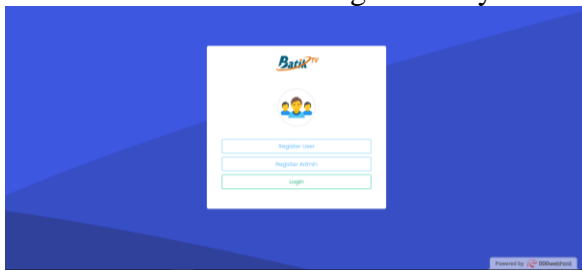 Batik TV
Register User
Register Admin
Login
Powered by 000webhost